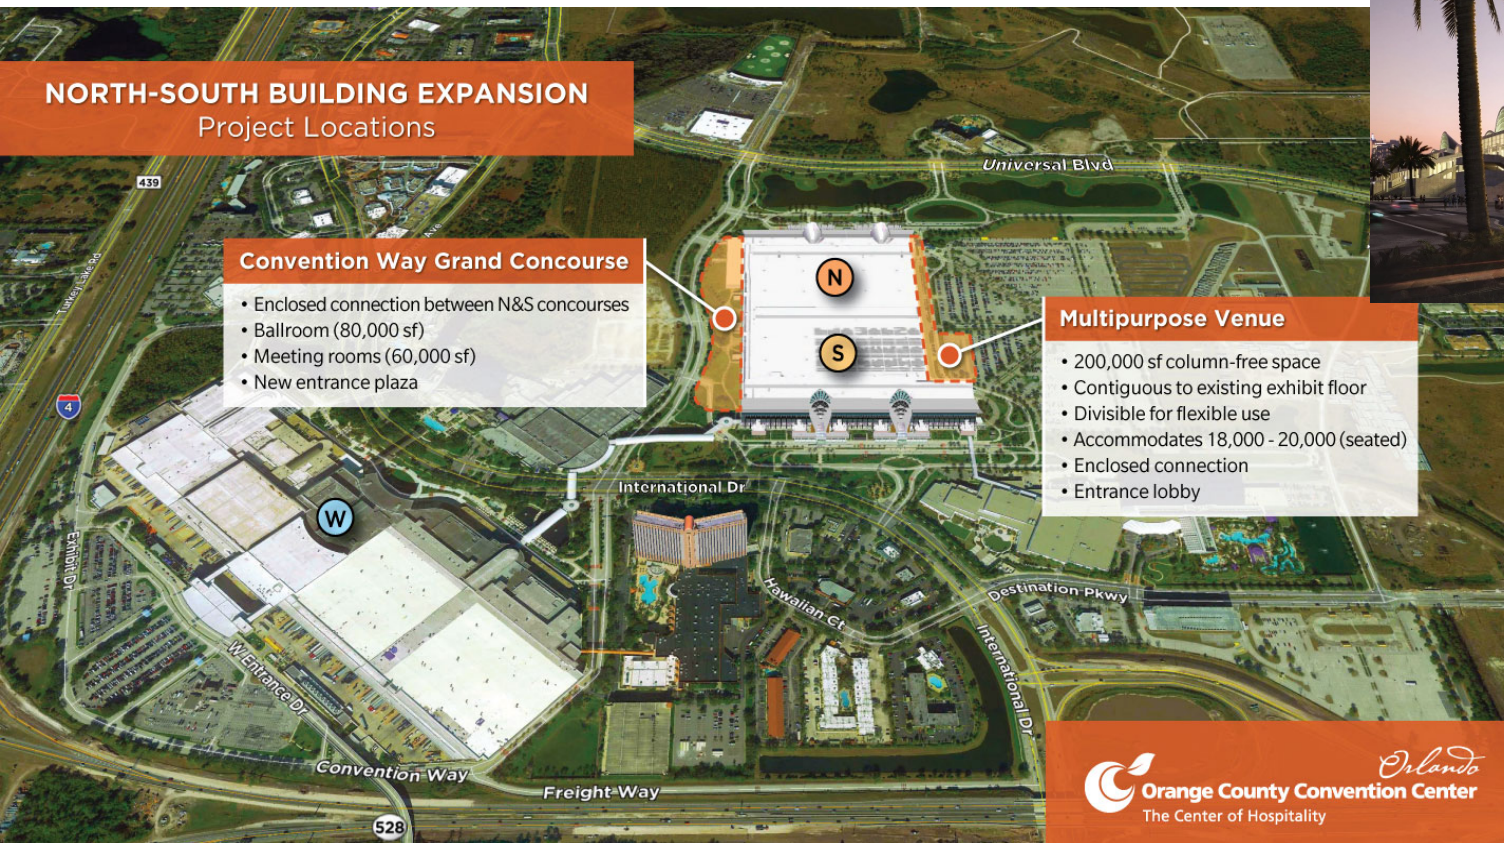 NORTH-SOUTH BUILDING EXPANSION
Project Locations
439
Universal Blvd
Ave
Turkey Lake Rd
Convention Way Grand Concourse
• Enclosed connection between N&S concourses
• Ballroom (80,000 sf)
• Meeting rooms (60,000 sf)
• New entrance plaza
N
S
Multipurpose Venue
• 200,000 sf column-free space
• Contiguous to existing exhibit floor
• Divisible for flexible use
• Accommodates 18,000 - 20,000 (seated)
• Enclosed connection
• Entrance lobby
4
International Dr
W
Exhibit Dr
Hawaiian Ct
Destination Pkwy
W Entrance Dr
International Dr
Convention Way
Freight Way
528
Orlando
Orange County Convention Center
The Center of Hospitality